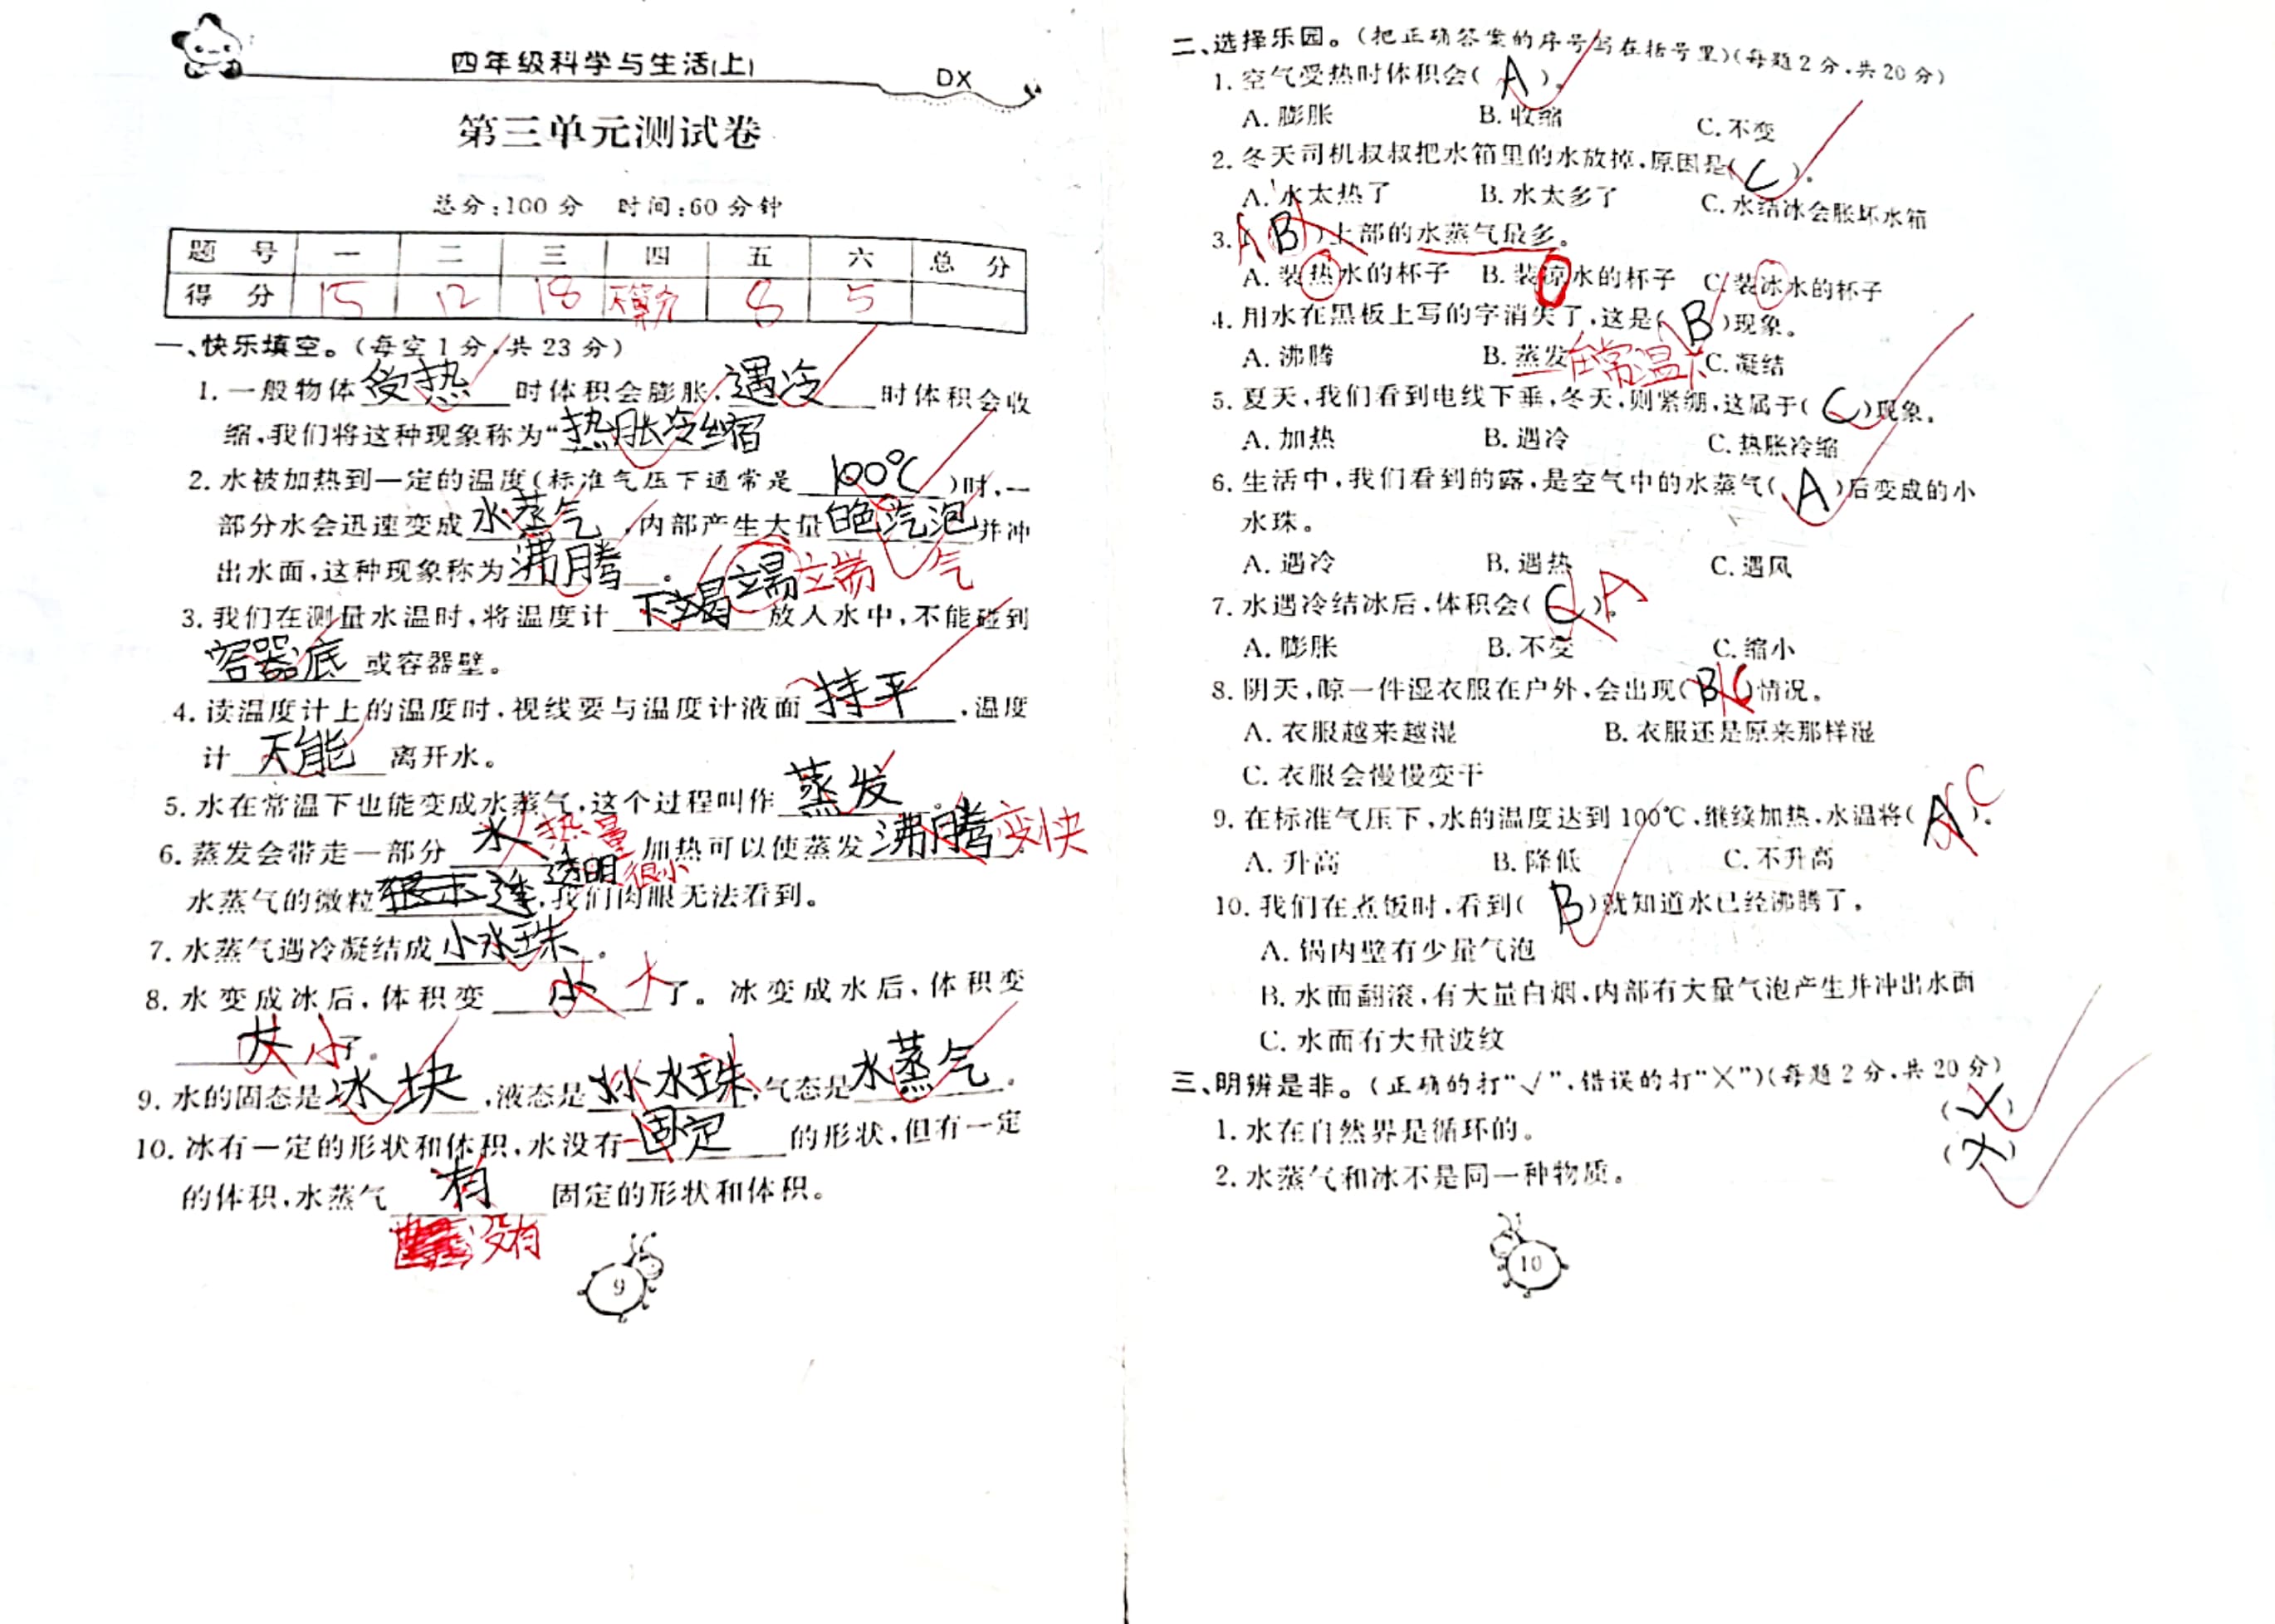 四年级科学与生活(上)
DX
第三单元测试卷
总分:100分 时间:60分钟
题号 一 二 三 四 五 六 总分
得分 15 12 18 不算分 8 5
一、快乐填空。(每空1分,共23分)
1. 一般物体受热时体积会膨胀,遇冷时体积会收
缩,我们将这种现象称为“热胀冷缩
2. 水被加热到一定的温度(标准气压下通常是100℃)时,一
部分水会迅速变成水蒸气,内部产生大量白色汽泡并冲
气
出水面,这种现象称为沸腾。
端 立端
3. 我们在测量水温时,将温度计下端放入水中,不能碰到
容器底或容器壁。
4. 读温度计上的温度时,视线要与温度计液面持平,温度
计不能离开水。
5. 水在常温下也能变成水蒸气,这个过程叫作蒸发。
6. 蒸发会带走一部分水 热量,加热可以使蒸发沸腾 变快。
水蒸气的微粒透明 很小,我们肉眼无法看到。
7. 水蒸气遇冷凝结成小水珠。
8. 水变成冰后,体积变小 大了。冰变成水后,体积变
大 小了。
9. 水的固态是冰块,液态是小水珠,气态是水蒸气。
10. 冰有一定的形状和体积,水没有固定的形状,但有一定
的体积,水蒸气有固定的形状和体积。
没有
9
二、选择乐园。(把正确答案的序号写在括号里)(每题2分,共20分)
1. 空气受热时体积会(A)。
A. 膨胀 B. 收缩 C. 不变
2. 冬天司机叔叔把水箱里的水放掉,原因是(C)。
A. 水太热了 B. 水太多了 C. 水结冰会胀坏水箱
3. A(B)上部的水蒸气最多。
A. 装热水的杯子 B. 装凉水的杯子 C. 装冰水的杯子
4. 用水在黑板上写的字消失了,这是(B)现象。
A. 沸腾 B. 蒸发 在常温下 C. 凝结
5. 夏天,我们看到电线下垂,冬天,则紧绷,这属于(C)现象。
A. 加热 B. 遇冷 C. 热胀冷缩
6. 生活中,我们看到的露,是空气中的水蒸气(A)后变成的小
水珠。
A. 遇冷 B. 遇热 C. 遇风
7. 水遇冷结冰后,体积会(C)。A
A. 膨胀 B. 不变 C. 缩小
8. 阴天,晾一件湿衣服在户外,会出现(B C)情况。
A. 衣服越来越湿 B. 衣服还是原来那样湿
C. 衣服会慢慢变干
9. 在标准气压下,水的温度达到100℃,继续加热,水温将(A)。C
A. 升高 B. 降低 C. 不升高
10. 我们在煮饭时,看到(B)就知道水已经沸腾了。
A. 锅内壁有少量气泡
B. 水面翻滚,有大量白烟,内部有大量气泡产生并冲出水面
C. 水面有大量波纹
三、明辨是非。(正确的打“√”,错误的打“×”)(每题2分,共20分)
1. 水在自然界是循环的。 (√)
2. 水蒸气和冰不是同一种物质。 (×)
10